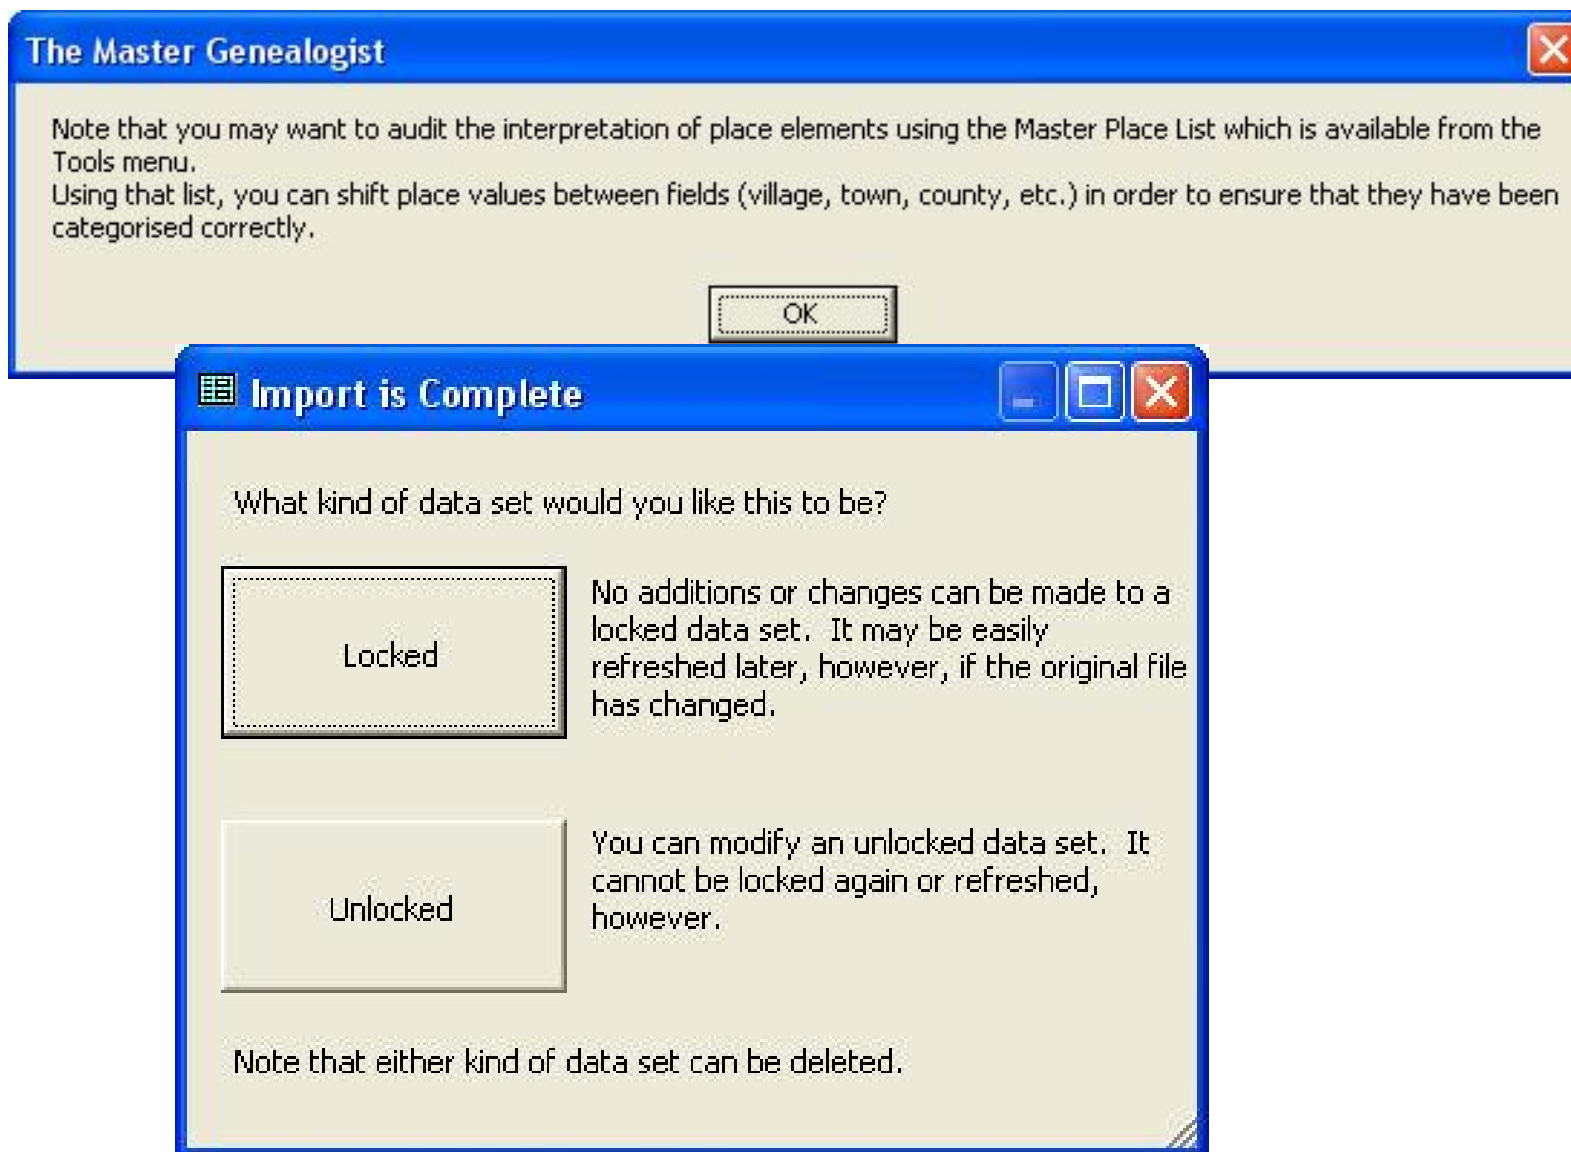 The Master Genealogist
Note that you may want to audit the interpretation of place elements using the Master Place List which is available from the
Tools menu.
Using that list, you can shift place values between fields (village, town, county, etc.) in order to ensure that they have been
categorised correctly.
OK
Import is Complete
What kind of data set would you like this to be?
Locked
No additions or changes can be made to a
locked data set.  It may be easily
refreshed later, however, if the original file
has changed.
Unlocked
You can modify an unlocked data set.  It
cannot be locked again or refreshed,
however.
Note that either kind of data set can be deleted.